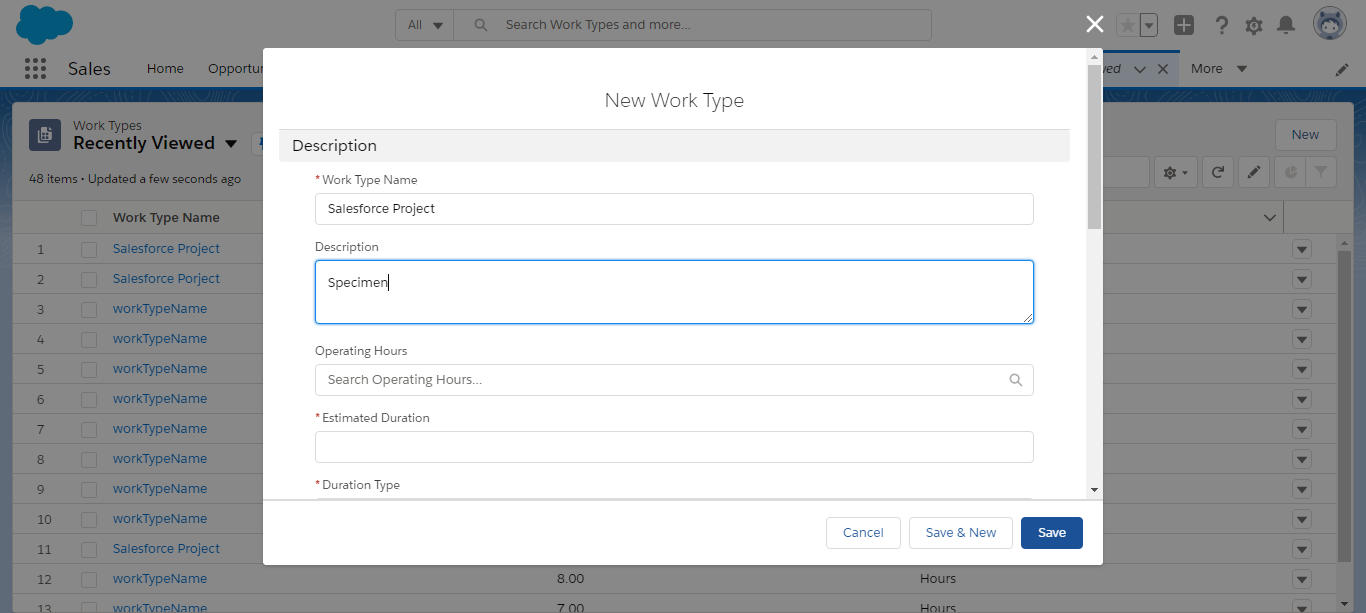 All
Search Work Types and more...
Sales
Home
Opportun
ved
More
Work Types
Recently Viewed
New
48 items • Updated a few seconds ago
Work Type Name
1 Salesforce Project
2 Salesforce Porject
3 workTypeName
4 workTypeName
5 workTypeName
6 workTypeName
7 workTypeName
8 workTypeName
9 workTypeName
10 workTypeName
11 Salesforce Project
12 workTypeName 8.00 Hours
13 workTypeName 7.00 Hours
New Work Type
Description
*Work Type Name
Salesforce Project
Description
Specimen
Operating Hours
Search Operating Hours...
*Estimated Duration
*Duration Type
Cancel
Save & New
Save